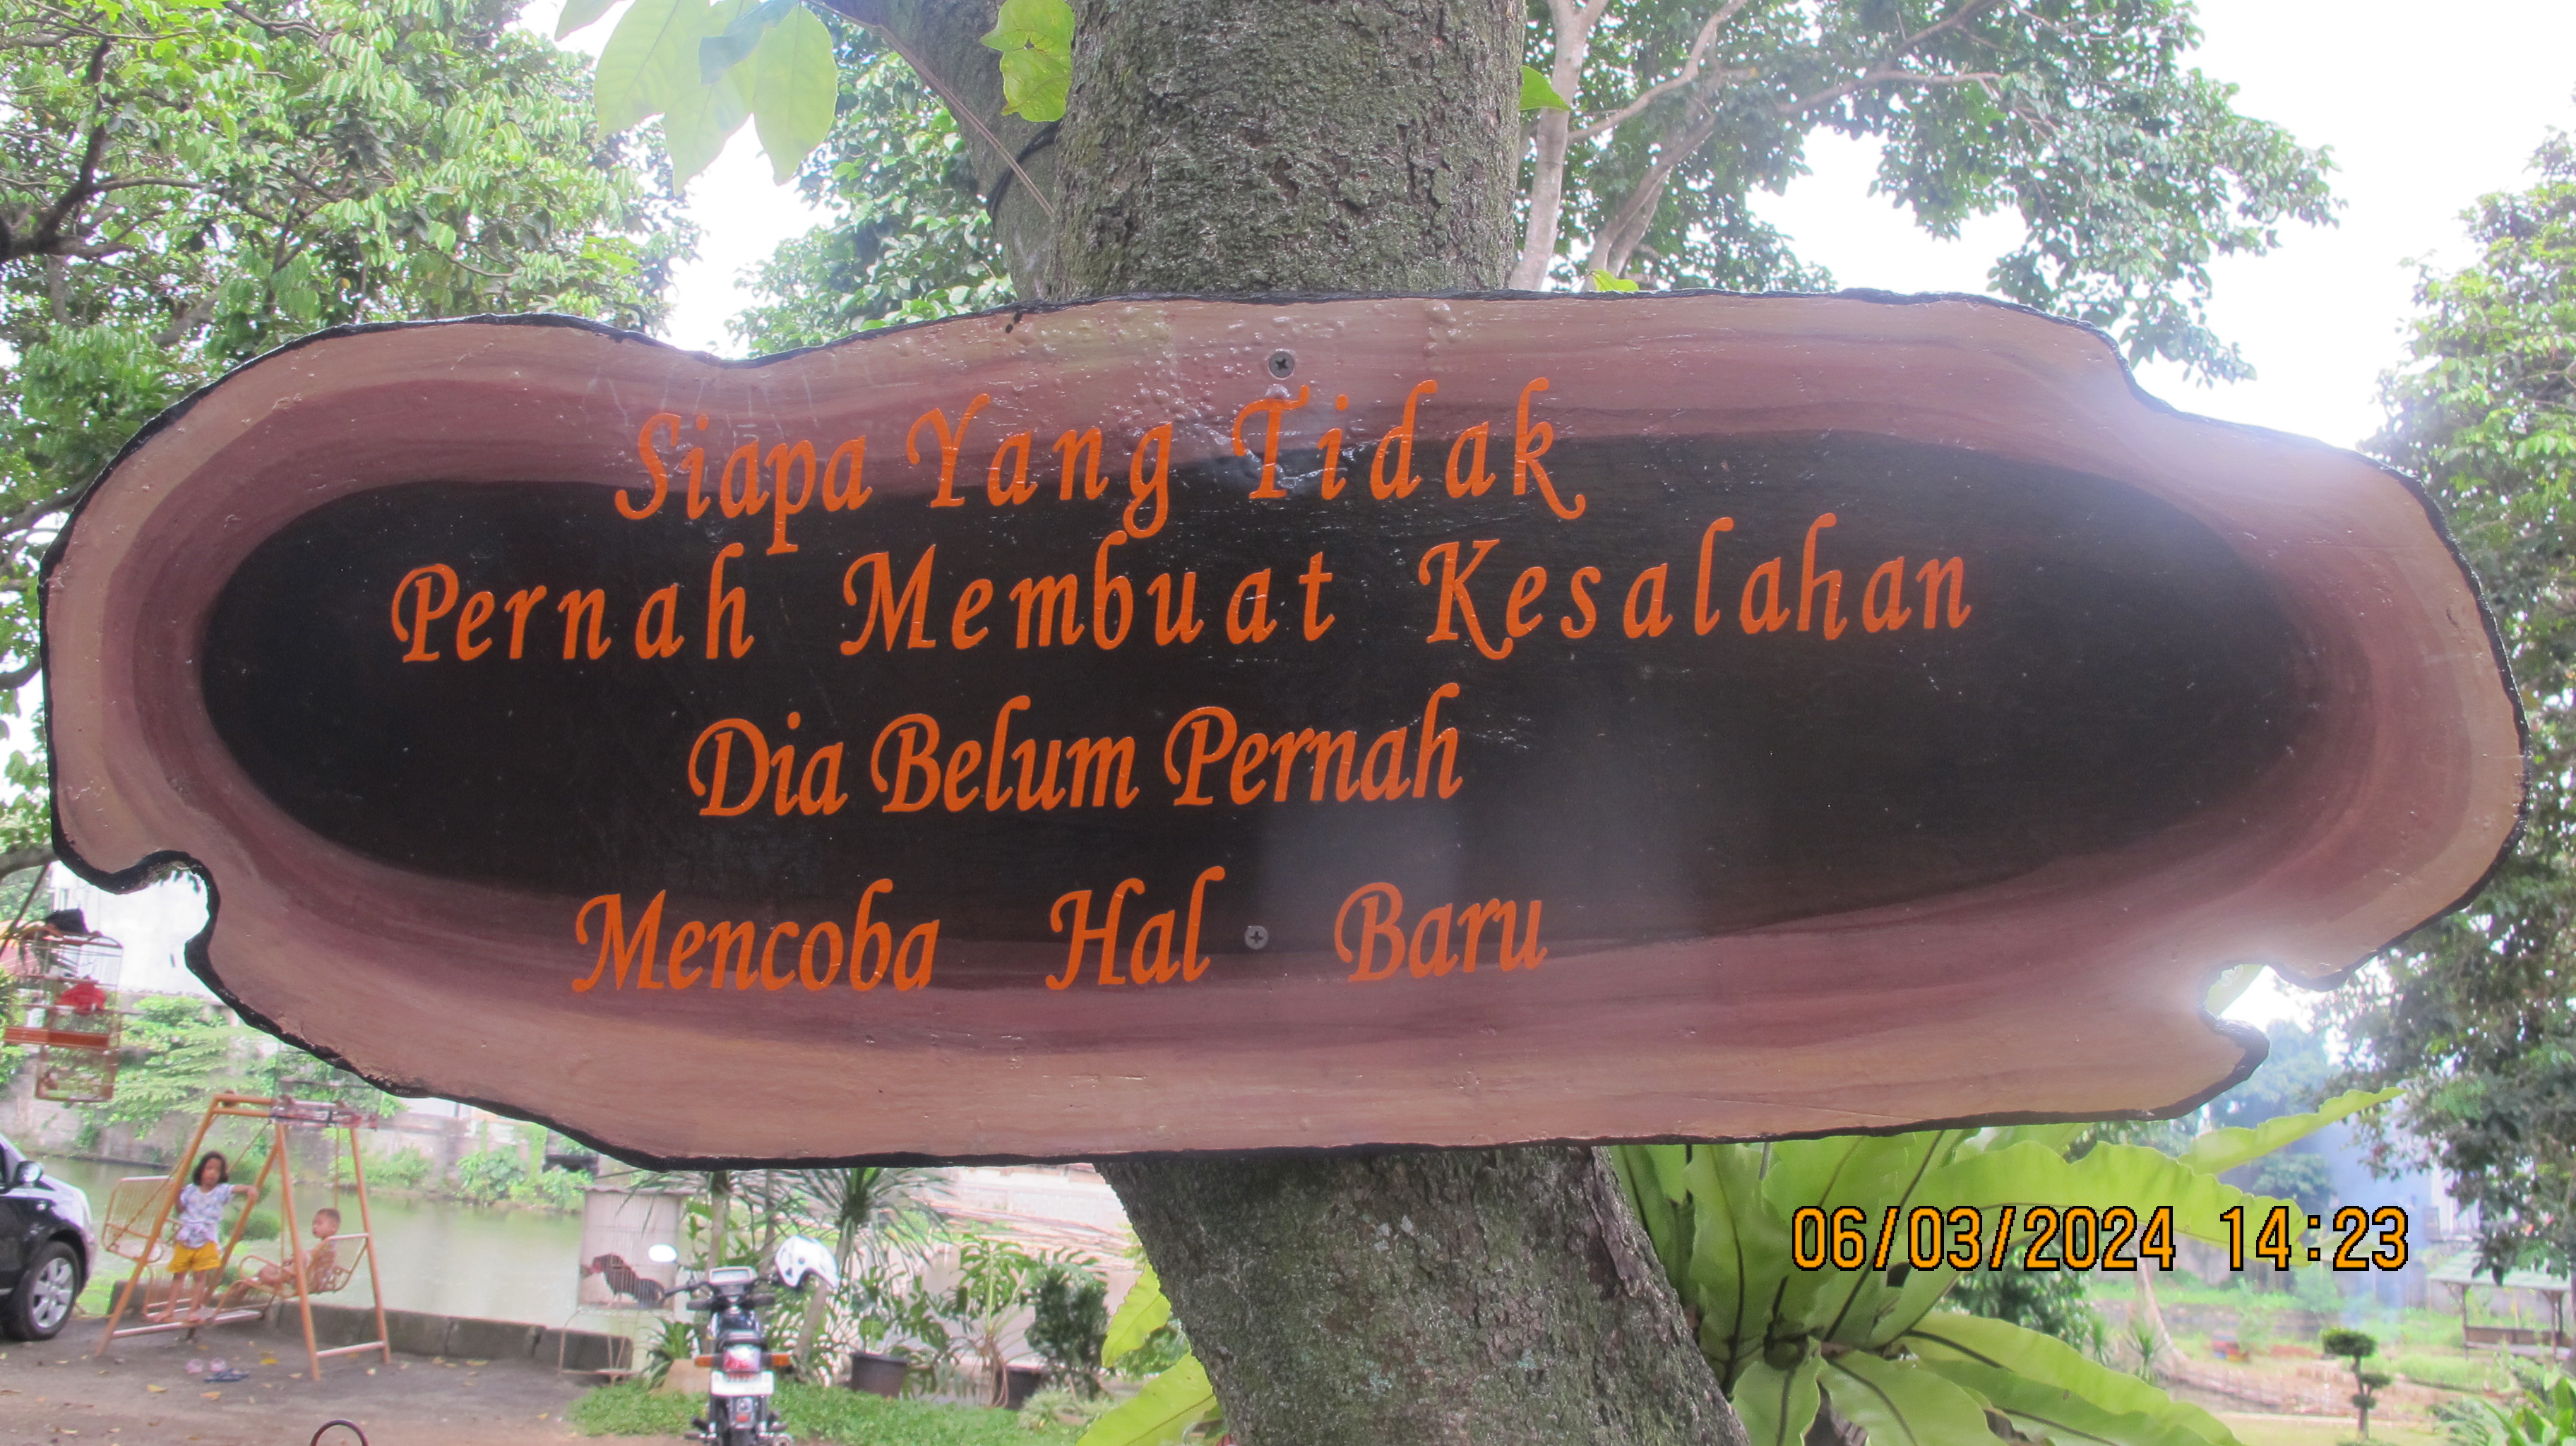 Siapa Yang Tidak
Pernah Membuat Kesalahan
Dia Belum Pernah
Mencoba Hal Baru
06/03/2024 14:23